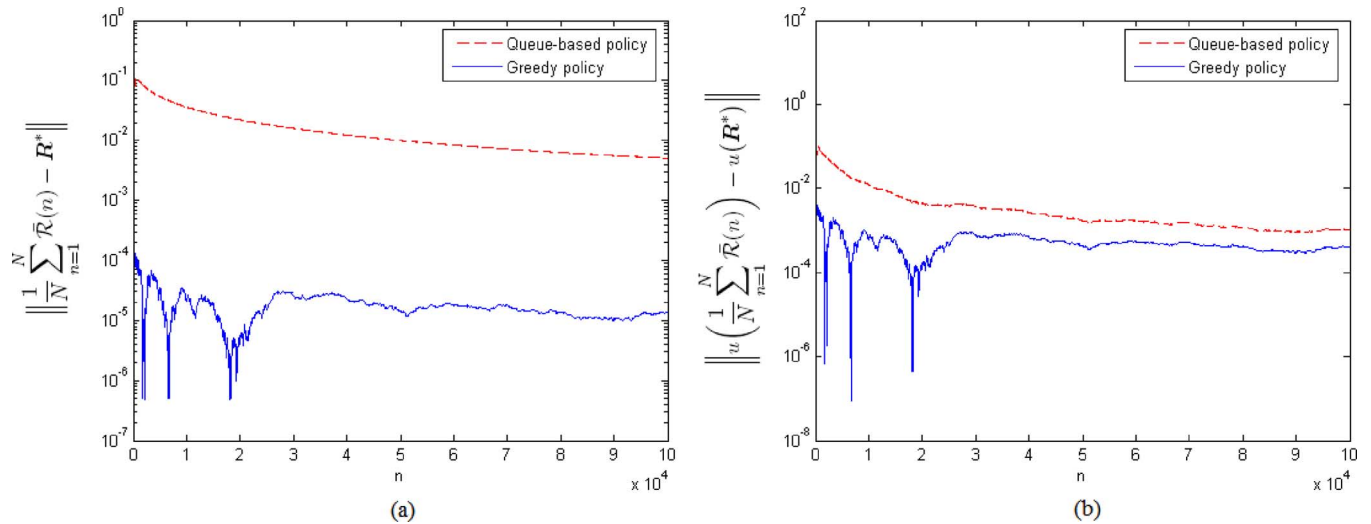 10^0
10^-1
10^-2
10^-3
10^-4
10^-5
10^-6
10^-7
‖ 1/N ∑_{n=1}^{N} \bar{𝓡}(n) − R* ‖
Queue-based policy
Greedy policy
0 1 2 3 4 5 6 7 8 9 10
n
x 10^4
(a)
10^2
10^0
10^-2
10^-4
10^-6
10^-8
‖ u( 1/N ∑_{n=1}^{N} \bar{𝓡}(n) ) − u(R*) ‖
Queue-based policy
Greedy policy
0 1 2 3 4 5 6 7 8 9 10
n
x 10^4
(b)